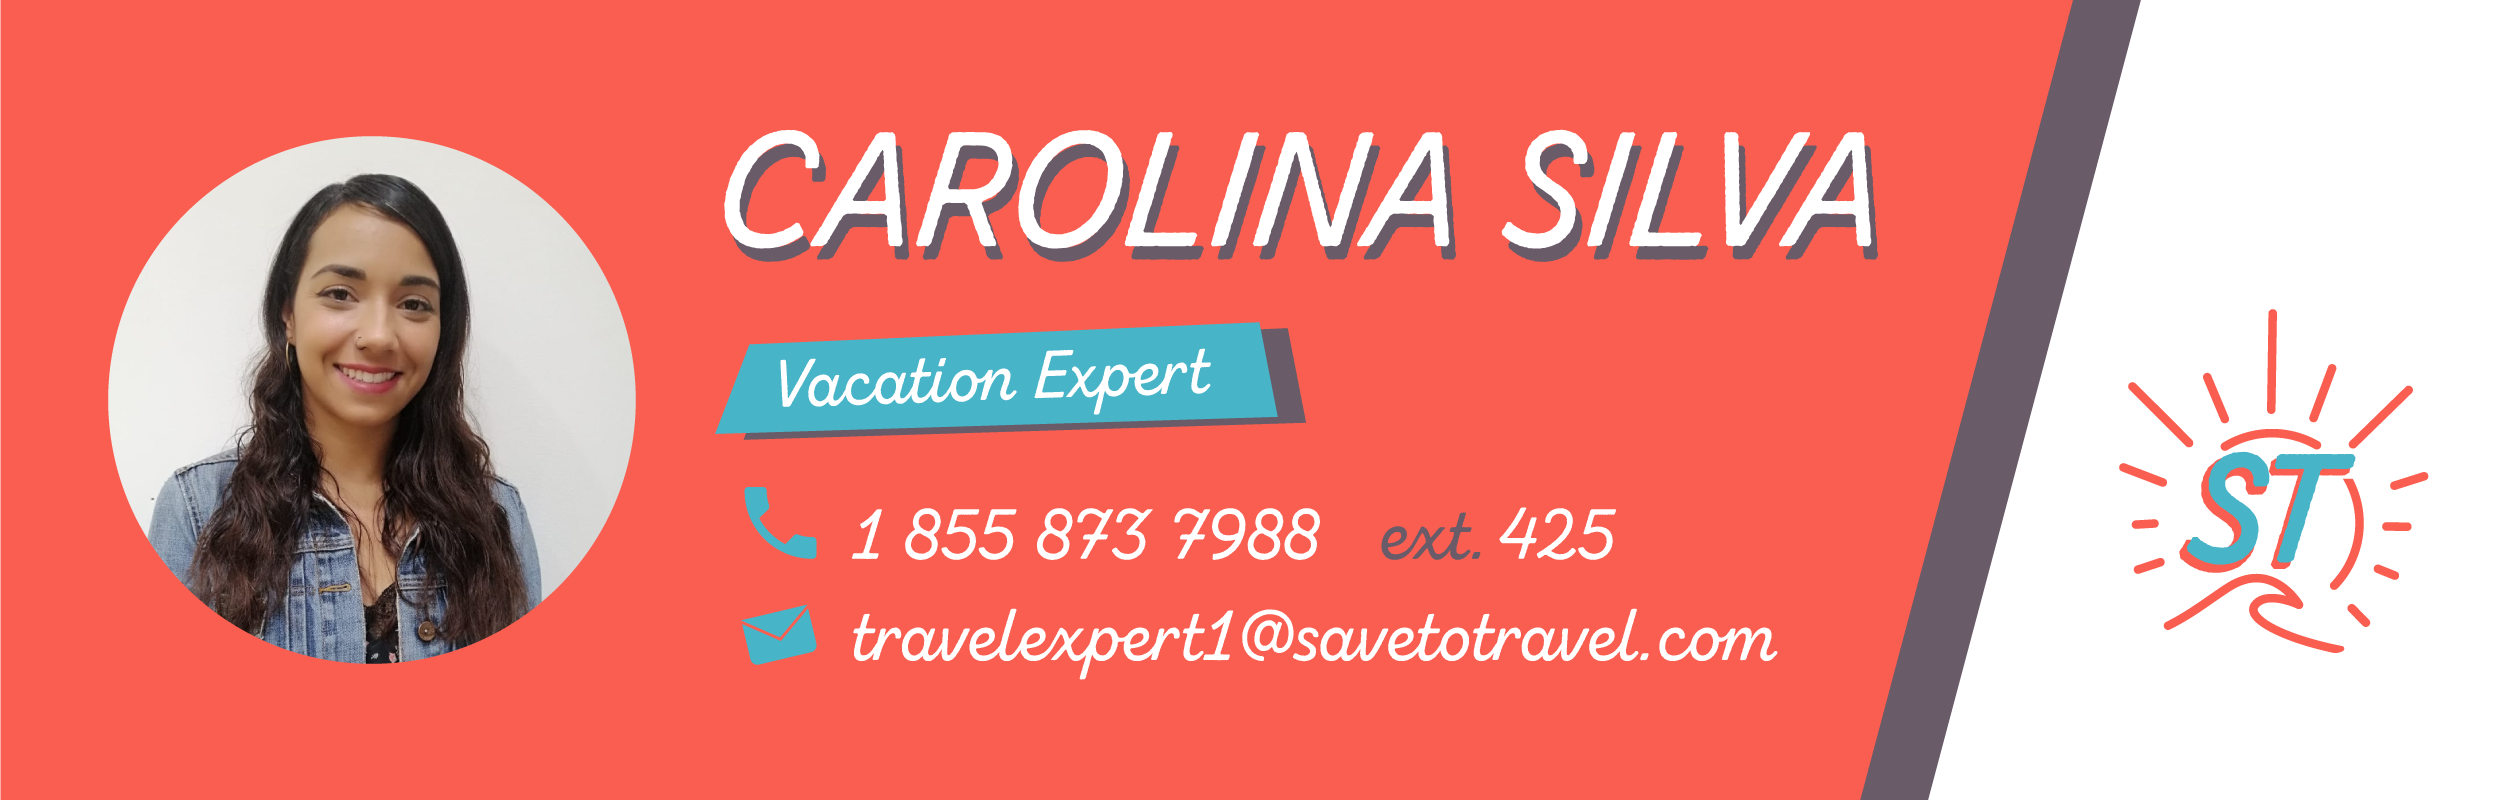 CAROLINA SILVA
Vacation Expert
1 855 873 7988 ext. 425
travelexpert1@savetotravel.com
ST